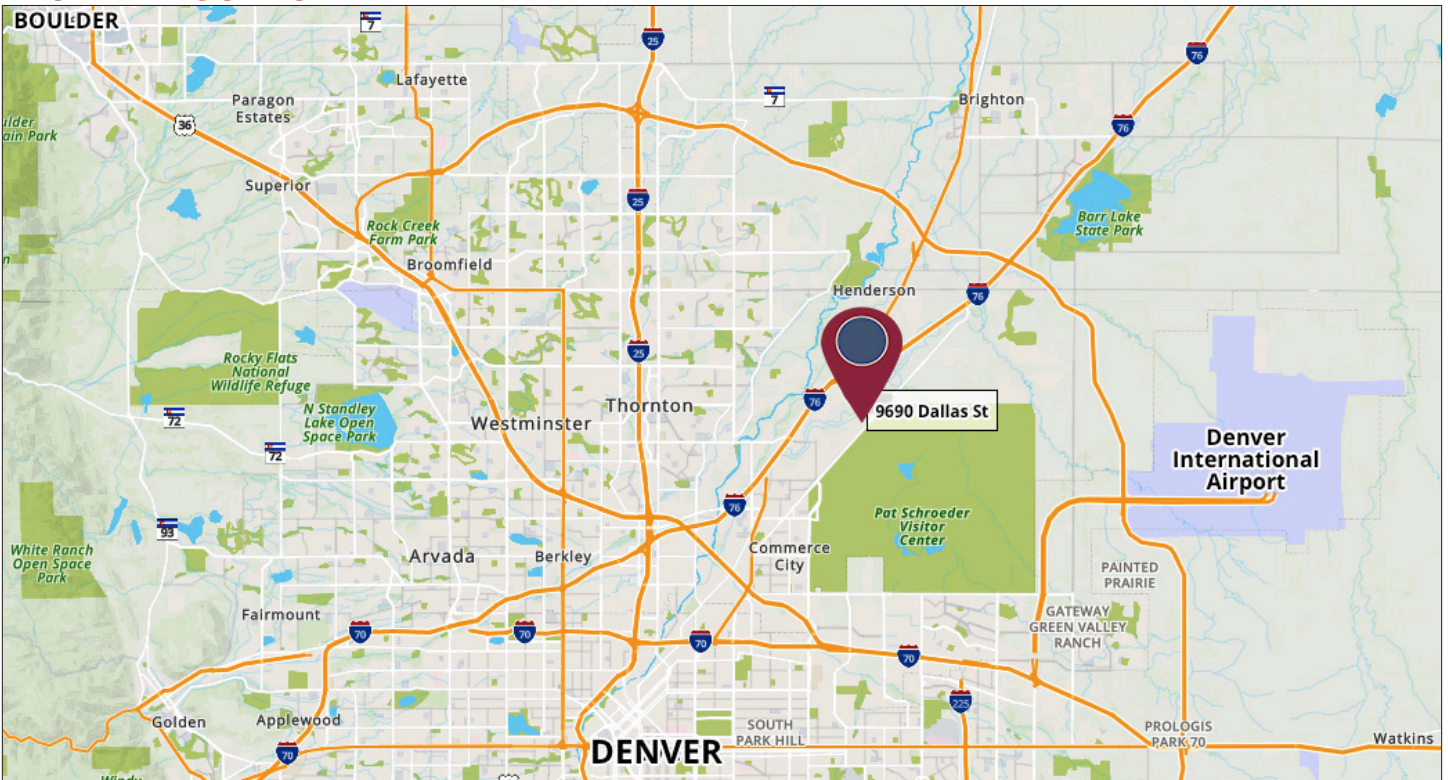 BOULDER
7
25
76
Lafayette
Paragon
Estates
7
Brighton
36
76
ulder
ain Park
Superior
25
Barr Lake
State Park
Rock Creek
Farm Park
Broomfield
n
Henderson
76
Rocky Flats
National
Wildlife Refuge
25
76
9690 Dallas St
N Standley
Lake Open
Space Park
72
Thornton
Westminster
72
Denver
International
Airport
76
93
Pat Schroeder
Visitor
Center
White Ranch
Open Space
Park
Arvada
Berkley
Commerce
City
PAINTED
PRAIRIE
Fairmount
GATEWAY
GREEN VALLEY
RANCH
70
70
70
70
225
Golden
Applewood
SOUTH
PARK HILL
PROLOGIS
PARK 70
Watkins
70
DENVER
Windy